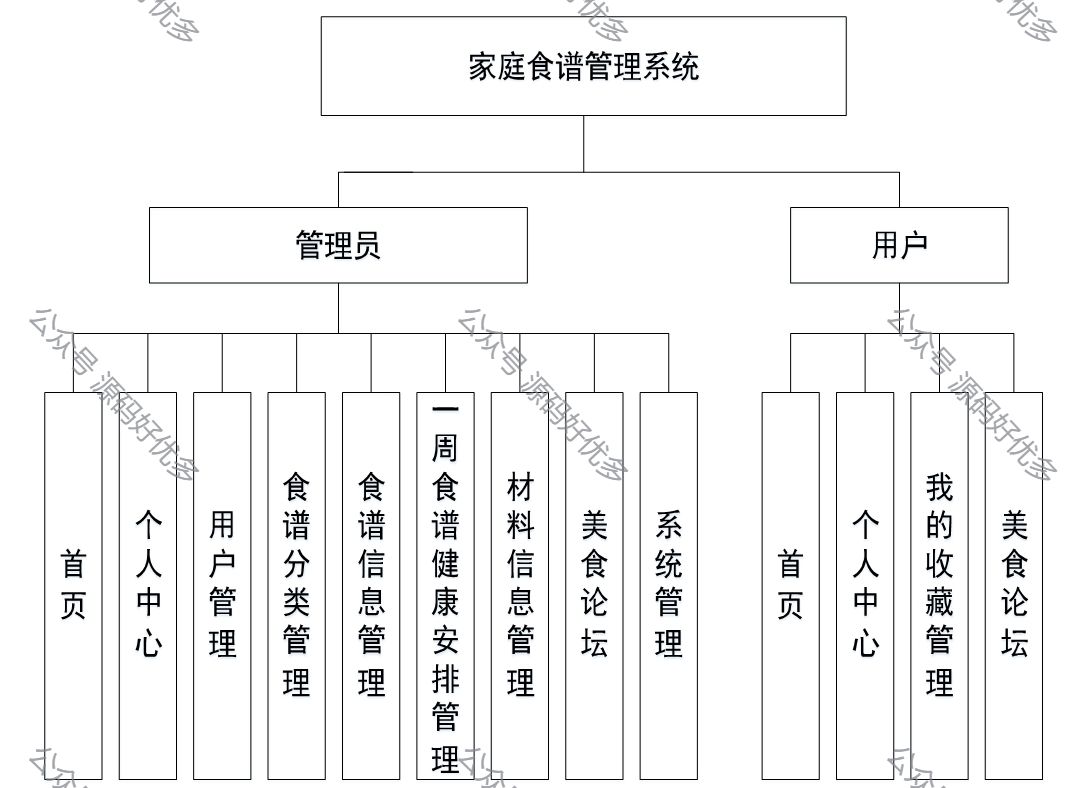 家庭食谱管理系统
管理员
用户
首页
个人中心
用户管理
食谱分类管理
食谱信息管理
一周食谱健康安排管理
材料信息管理
美食论坛
系统管理
首页
个人中心
我的收藏管理
美食论坛
公众号 源码好优多
公众号 源码好优多
公众号 源码好优多